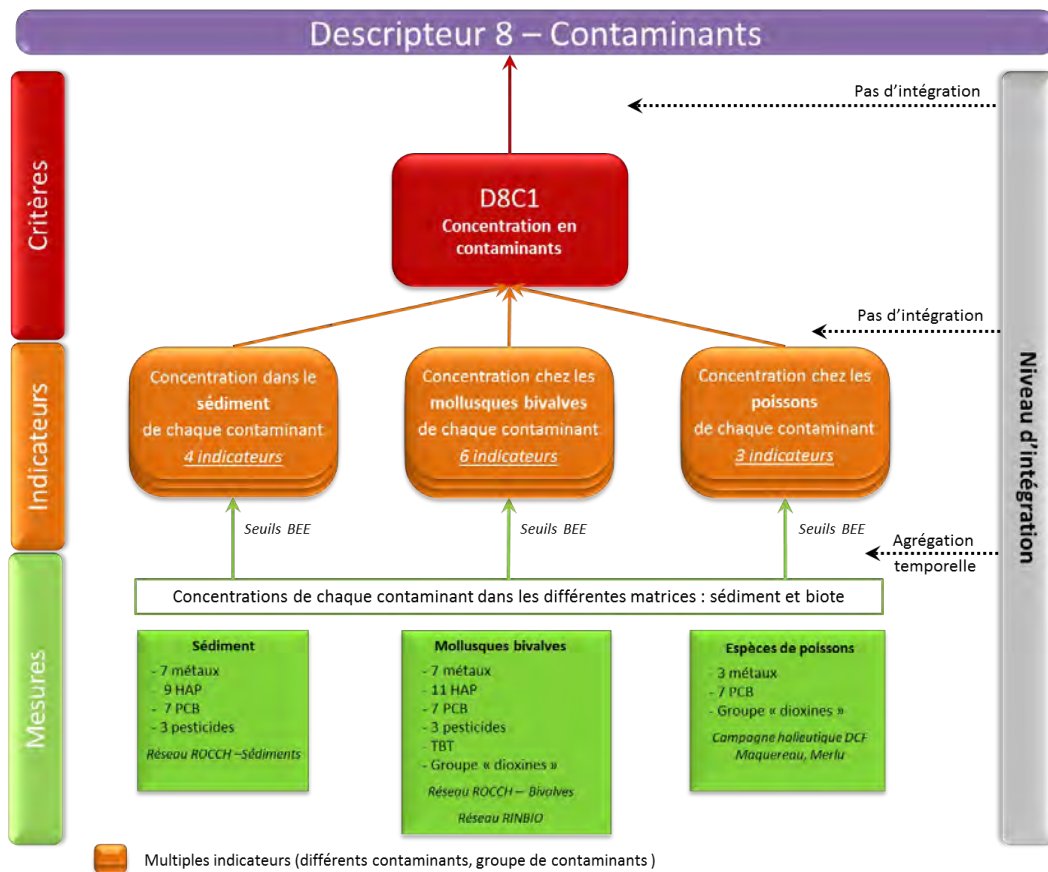 Descripteur 8 – Contaminants
Critères
Pas d'intégration
D8C1
Concentration en
contaminants
Pas d'intégration
Niveau d'intégration
Indicateurs
Concentration dans le
sédiment
de chaque contaminant
4 indicateurs
Concentration chez les
mollusques bivalves
de chaque contaminant
6 indicateurs
Concentration chez les
poissons
de chaque contaminant
3 indicateurs
Seuils BEE
Seuils BEE
Seuils BEE
Agrégation
temporelle
Mesures
Concentrations de chaque contaminant dans les différentes matrices : sédiment et biote
Sédiment
- 7 métaux
- 9 HAP
- 7 PCB
- 3 pesticides
Réseau ROCCH –Sédiments
Mollusques bivalves
- 7 métaux
- 11 HAP
- 7 PCB
- 3 pesticides
- TBT
- Groupe « dioxines »
Réseau ROCCH – Bivalves
Réseau RINBIO
Espèces de poissons
- 3 métaux
- 7 PCB
- Groupe « dioxines »
Campagne halieutique DCF
Maquereau, Merlu
Multiples indicateurs (différents contaminants, groupe de contaminants )